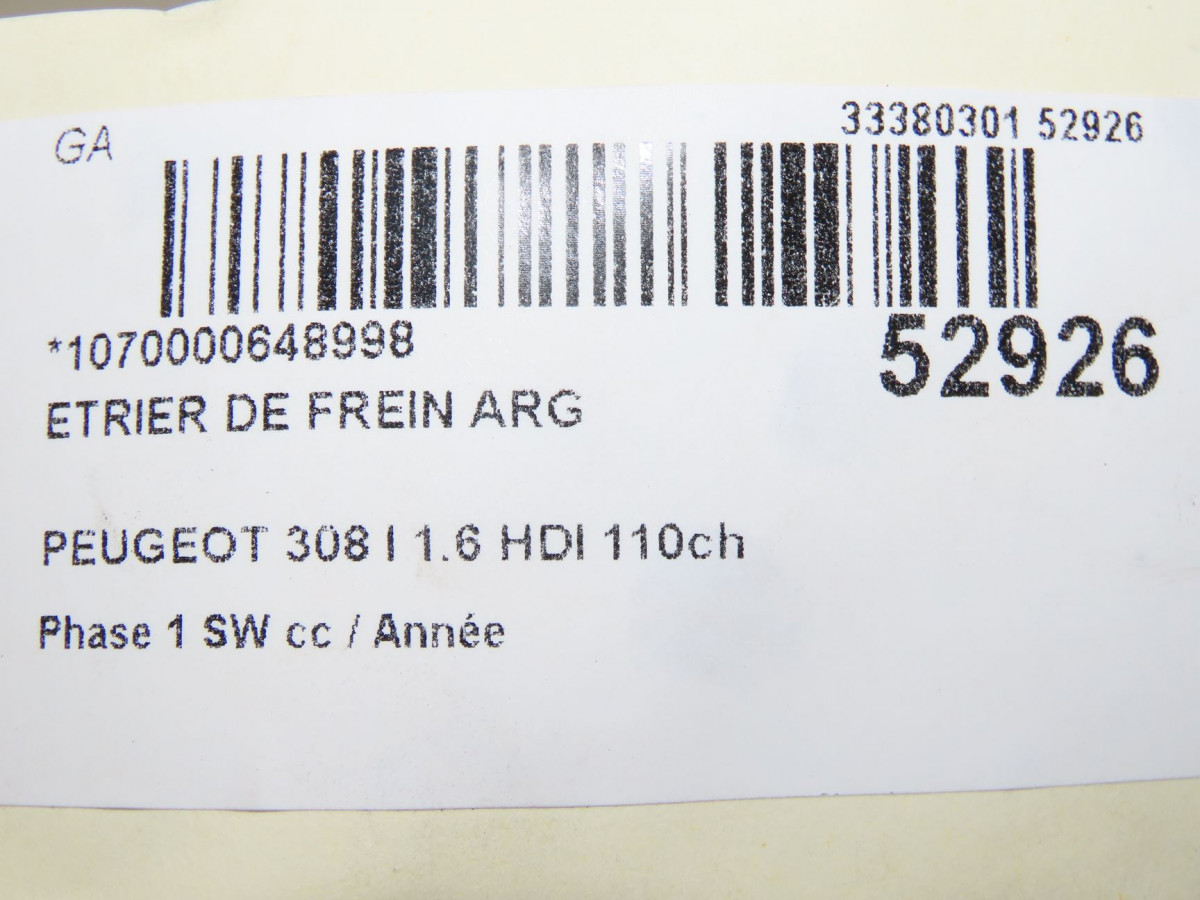 GA
33380301 52926
*1070000648998
52926
ETRIER DE FREIN ARG
PEUGEOT 308 I 1.6 HDI 110ch
Phase 1 SW cc / Année